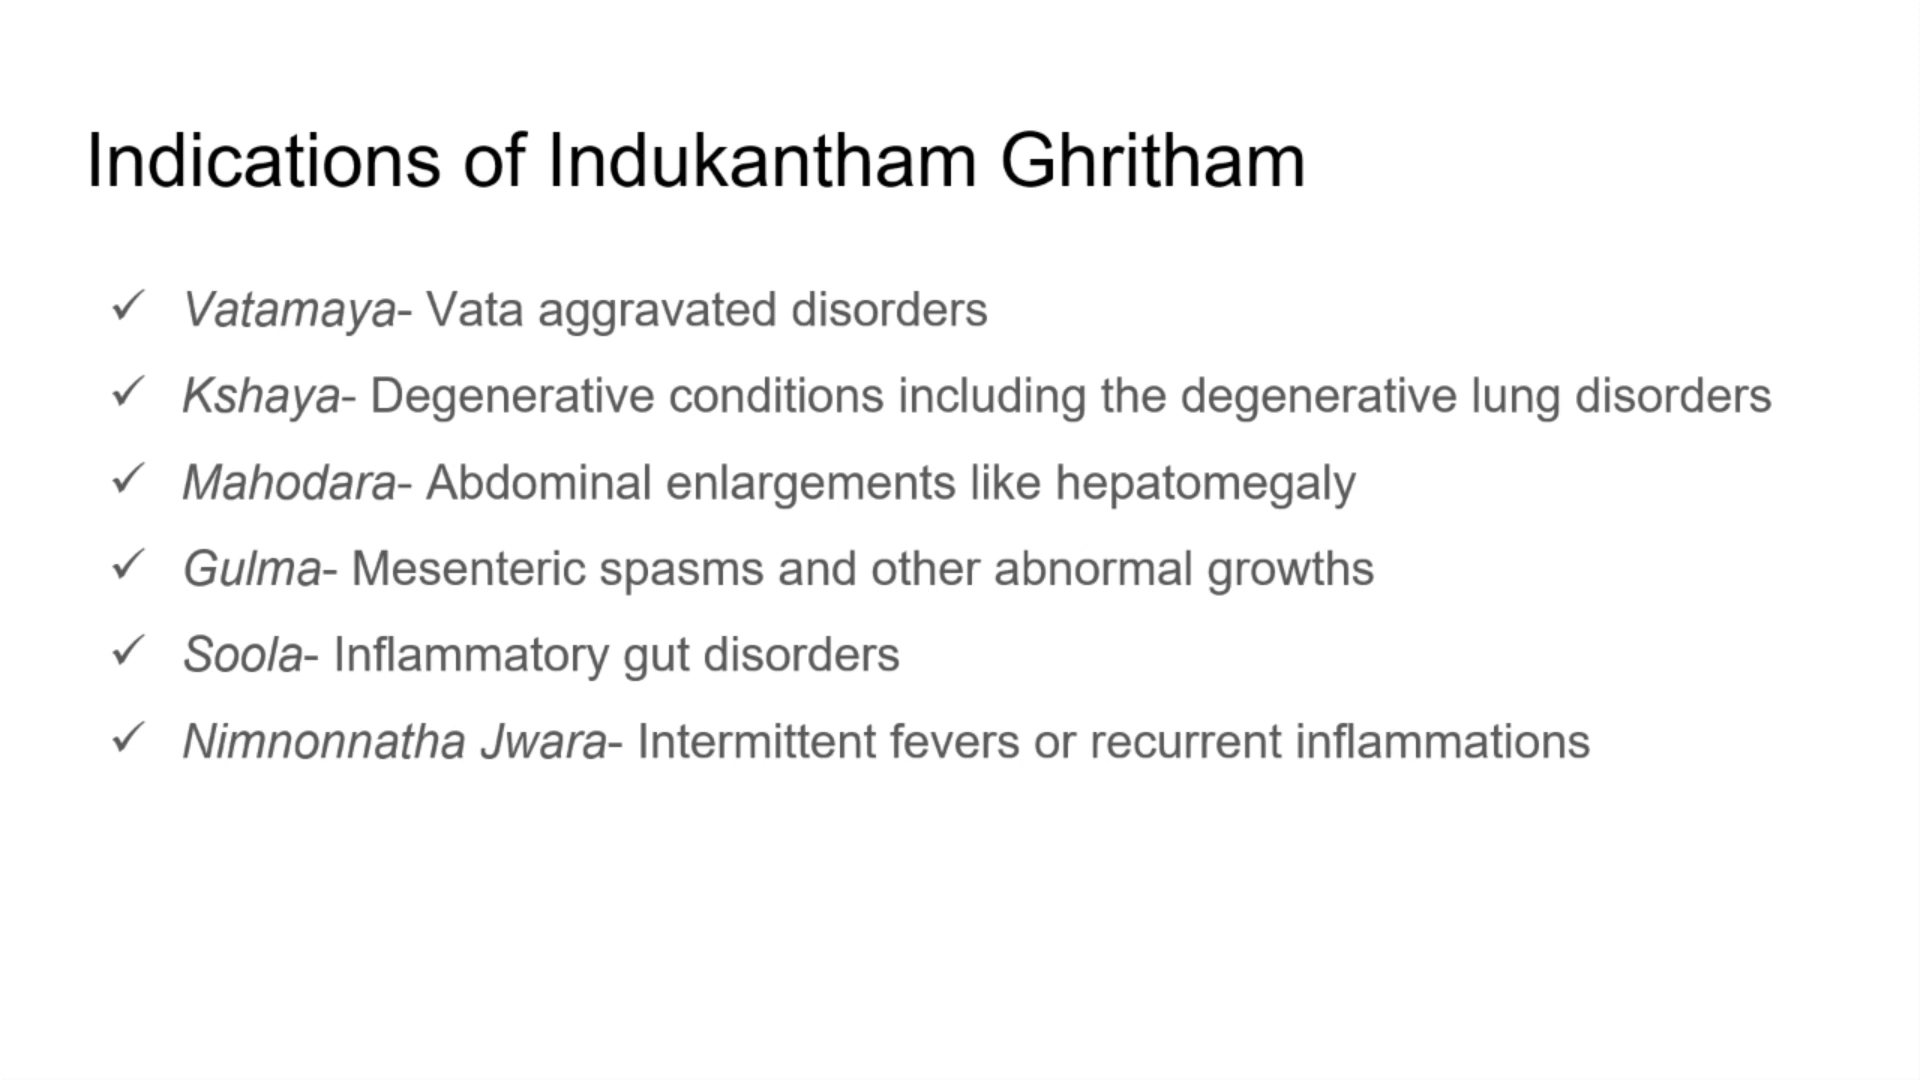 Indications of Indukantham Ghritham
✓ Vatamaya- Vata aggravated disorders
✓ Kshaya- Degenerative conditions including the degenerative lung disorders
✓ Mahodara- Abdominal enlargements like hepatomegaly
✓ Gulma- Mesenteric spasms and other abnormal growths
✓ Soola- Inflammatory gut disorders
✓ Nimnonnatha Jwara- Intermittent fevers or recurrent inflammations